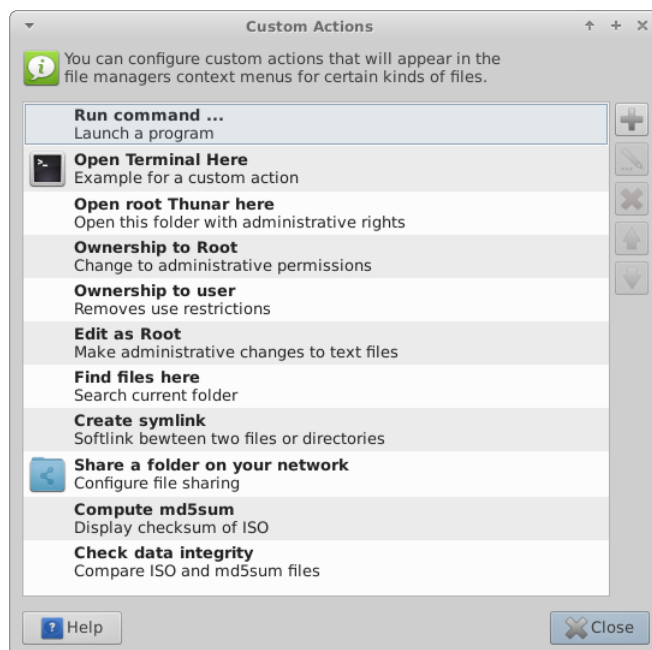 Custom Actions
You can configure custom actions that will appear in the
file managers context menus for certain kinds of files.
Run command ...
Launch a program
Open Terminal Here
Example for a custom action
Open root Thunar here
Open this folder with administrative rights
Ownership to Root
Change to administrative permissions
Ownership to user
Removes use restrictions
Edit as Root
Make administrative changes to text files
Find files here
Search current folder
Create symlink
Softlink bewteen two files or directories
Share a folder on your network
Configure file sharing
Compute md5sum
Display checksum of ISO
Check data integrity
Compare ISO and md5sum files
Help
Close